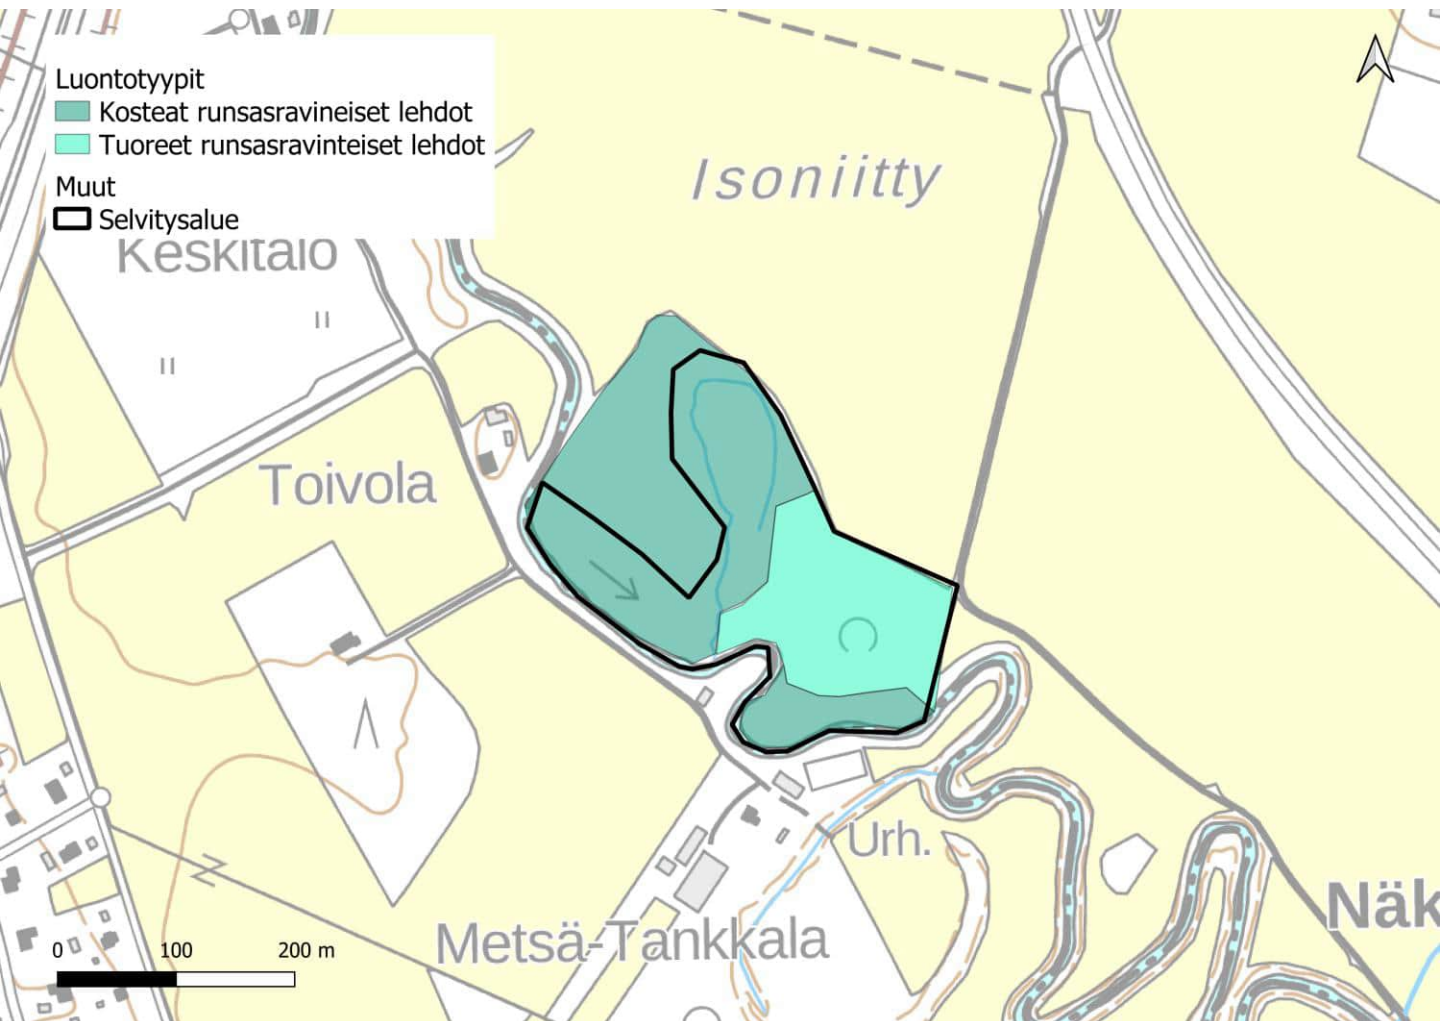 Luontotyypit
Kosteat runsasravineiset lehdot
Tuoreet runsasravinteiset lehdot
Muut
Selvitysalue
Isoniitty
Keskitalo
Toivola
Urh.
Näk
Metsä-Tankkala
0 100 200 m